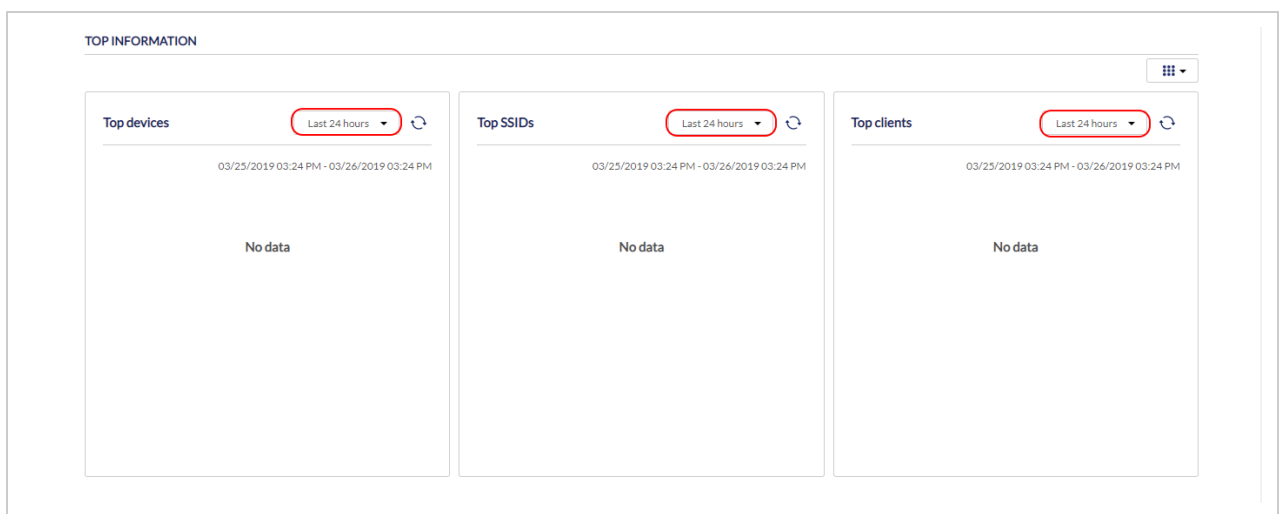 TOP INFORMATION
Top devices
Last 24 hours
03/25/2019 03:24 PM - 03/26/2019 03:24 PM
No data
Top SSIDs
Last 24 hours
03/25/2019 03:24 PM - 03/26/2019 03:24 PM
No data
Top clients
Last 24 hours
03/25/2019 03:24 PM - 03/26/2019 03:24 PM
No data